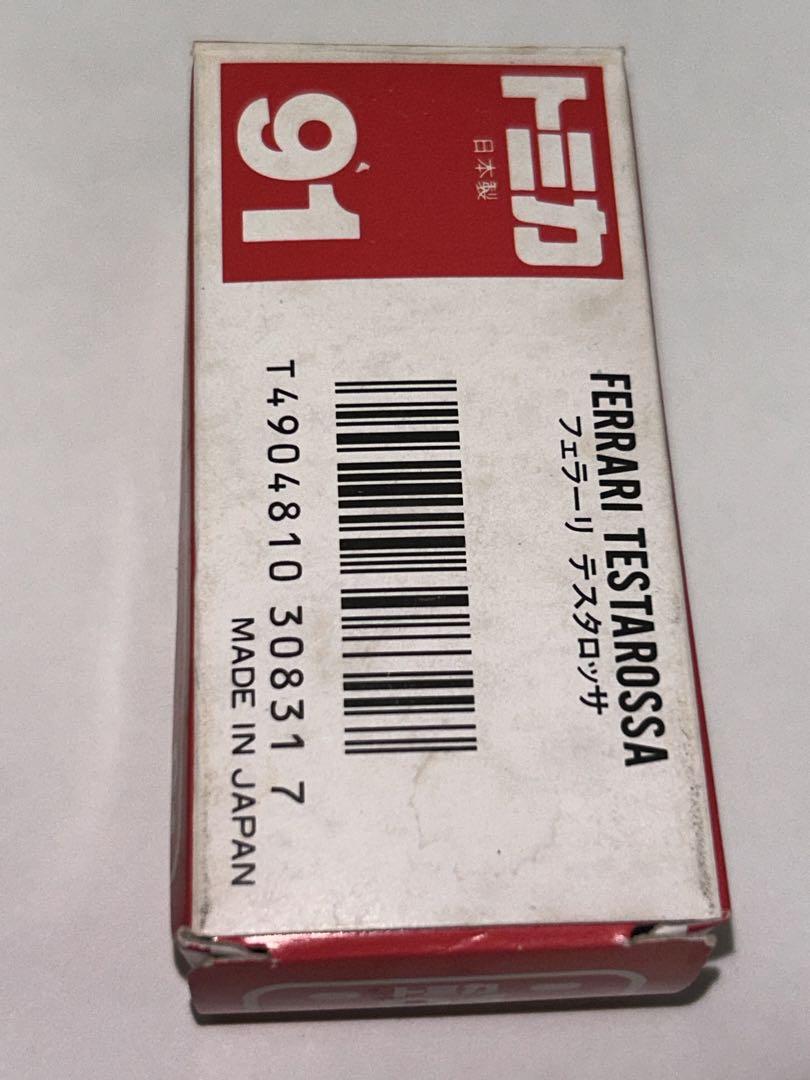 トミカ
日本製
91
FERRARI TESTAROSSA
フェラーリ テスタロッサ
T4904810 30831 7
MADE IN JAPAN